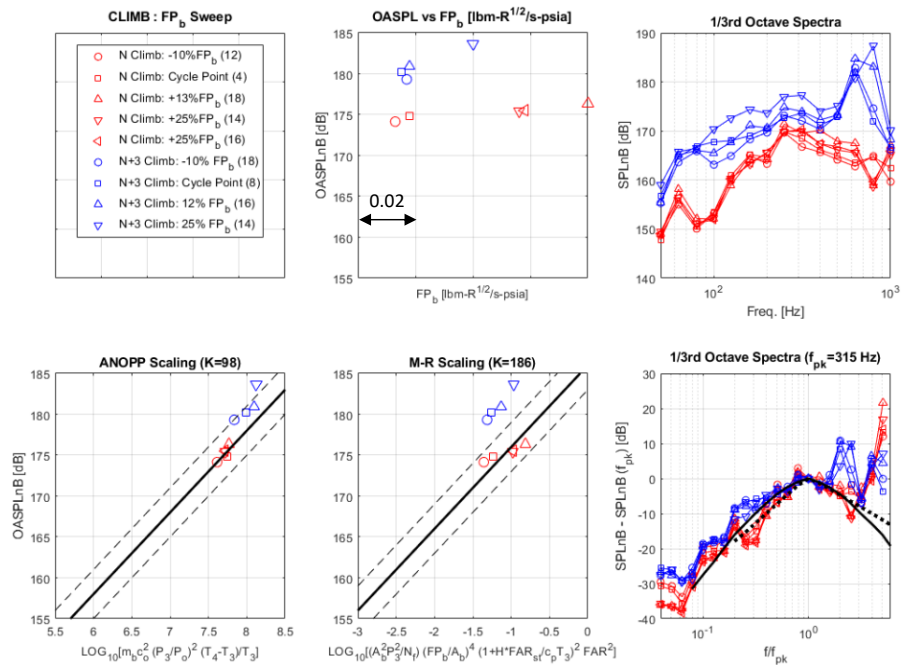 CLIMB : FP_b Sweep
N Climb: -10%FP_b (12)
N Climb: Cycle Point (4)
N Climb: +13%FP_b (18)
N Climb: +25%FP_b (14)
N Climb: +25%FP_b (16)
N+3 Climb: -10% FP_b (18)
N+3 Climb: Cycle Point (8)
N+3 Climb: 12% FP_b (16)
N+3 Climb: 25% FP_b (14)
OASPL vs FP_b [lbm-R^1/2/s-psia]
OASPLnB [dB]
185
180
175
170
165
160
155
0.02
FP_b [lbm-R^1/2/s-psia]
1/3rd Octave Spectra
SPLnB [dB]
190
180
170
160
150
140
10^2
10^3
Freq. [Hz]
ANOPP Scaling (K=98)
OASPLnB [dB]
185
180
175
170
165
160
155
5.5
6
6.5
7
7.5
8
8.5
LOG_10[m_b c_o^2 (P_3/P_o)^2 (T_4-T_3)/T_3]
M-R Scaling (K=186)
185
180
175
170
165
160
155
-3
-2.5
-2
-1.5
-1
-0.5
0
LOG_10[(A_b^2 P_3^2/N_f) (FP_b/A_b)^4 (1+H*FAR_st/c_p T_3)^2 FAR^2]
1/3rd Octave Spectra (f_pk=315 Hz)
SPLnB - SPLnB (f_pk) [dB]
30
20
10
0
-10
-20
-30
-40
10^-1
10^0
f/f_pk